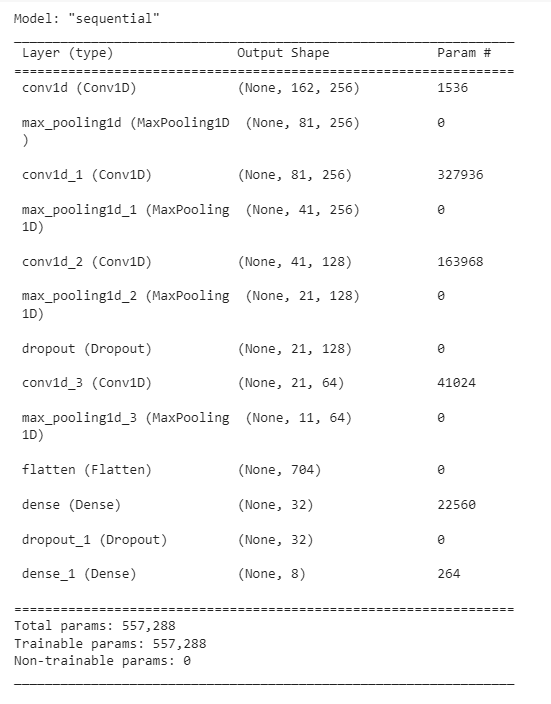 Model: "sequential"
Layer (type) Output Shape Param #
conv1d (Conv1D) (None, 162, 256) 1536
max_pooling1d (MaxPooling1D (None, 81, 256) 0
)
conv1d_1 (Conv1D) (None, 81, 256) 327936
max_pooling1d_1 (MaxPooling (None, 41, 256) 0
1D)
conv1d_2 (Conv1D) (None, 41, 128) 163968
max_pooling1d_2 (MaxPooling (None, 21, 128) 0
1D)
dropout (Dropout) (None, 21, 128) 0
conv1d_3 (Conv1D) (None, 21, 64) 41024
max_pooling1d_3 (MaxPooling (None, 11, 64) 0
1D)
flatten (Flatten) (None, 704) 0
dense (Dense) (None, 32) 22560
dropout_1 (Dropout) (None, 32) 0
dense_1 (Dense) (None, 8) 264
Total params: 557,288
Trainable params: 557,288
Non-trainable params: 0